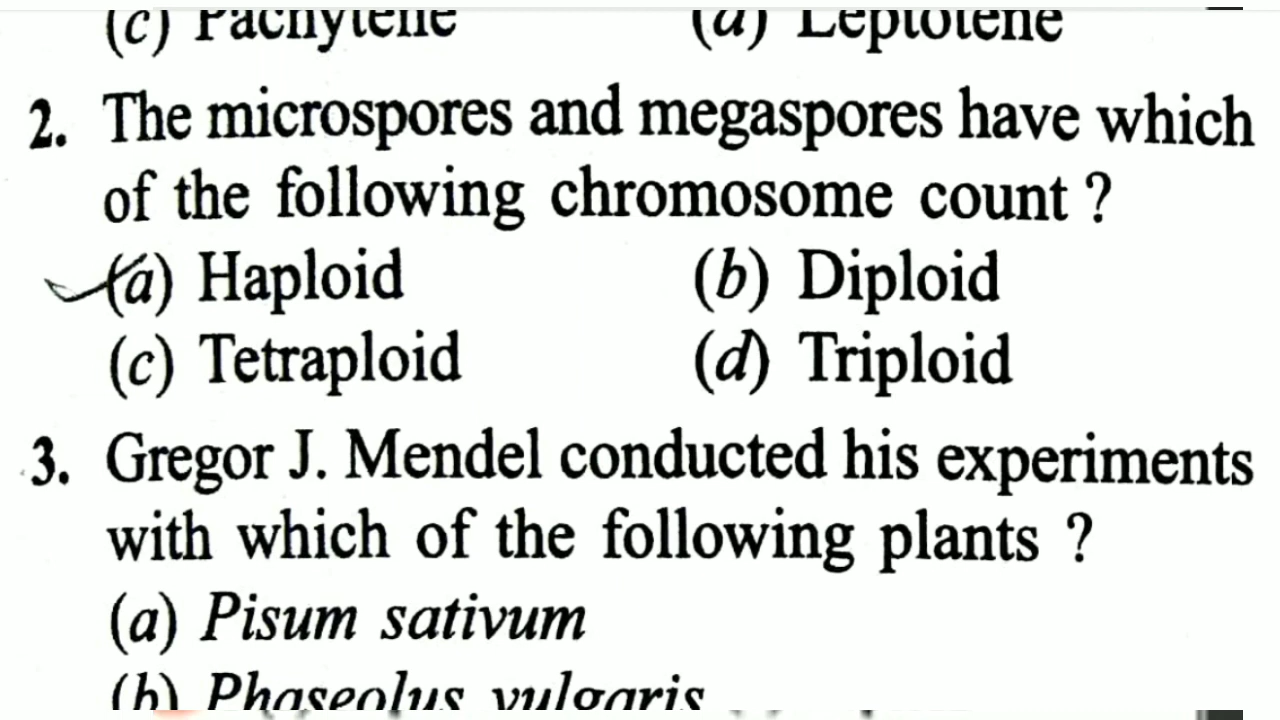 (c) Pachytene (d) Leptotene
2. The microspores and megaspores have which
of the following chromosome count ?
(a) Haploid (b) Diploid
(c) Tetraploid (d) Triploid
3. Gregor J. Mendel conducted his experiments
with which of the following plants ?
(a) Pisum sativum
(b) Phaseolus vulgaris